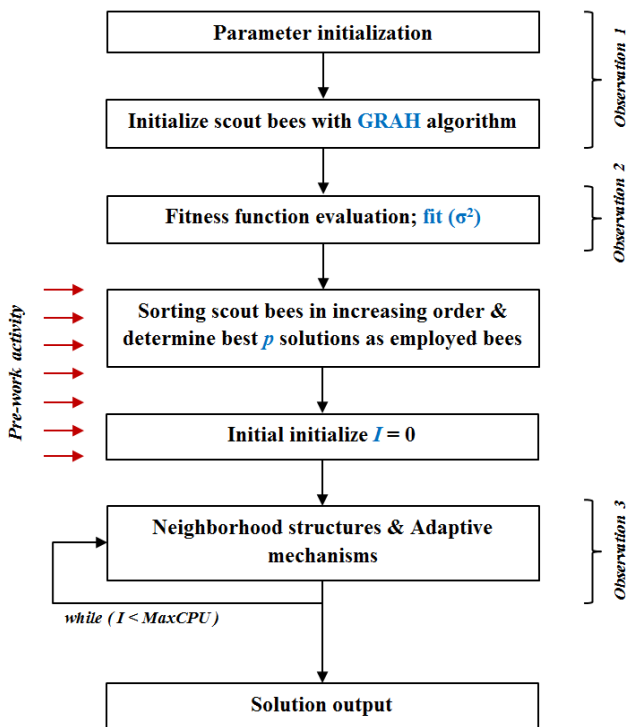 Parameter initialization
Observation 1
Initialize scout bees with GRAH algorithm
Fitness function evaluation; fit (σ²)
Observation 2
Sorting scout bees in increasing order &
determine best p solutions as employed bees
Pre-work activity
Initial initialize I = 0
Neighborhood structures & Adaptive
mechanisms
Observation 3
while ( I < MaxCPU )
Solution output